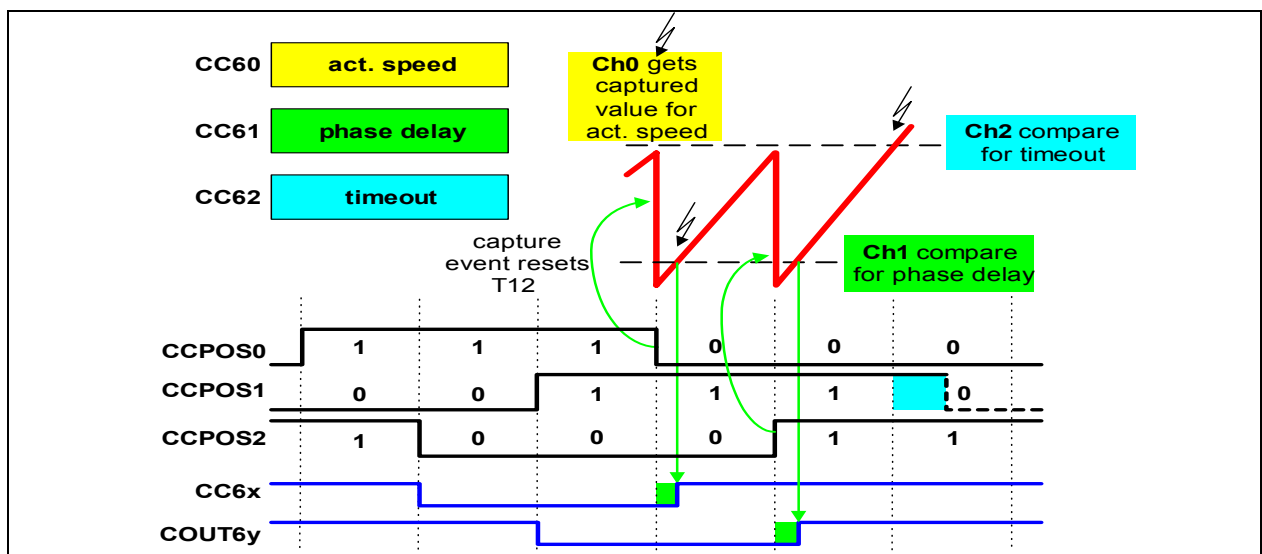 CC60 act. speed
CC61 phase delay
CC62 timeout
Ch0 gets
captured
value for
act. speed
Ch2 compare
for timeout
capture
event resets
T12
Ch1 compare
for phase delay
CCPOS0 1 1 1 0 0 0
CCPOS1 0 0 1 1 1 0
CCPOS2 1 0 0 0 1 1
CC6x
COUT6y